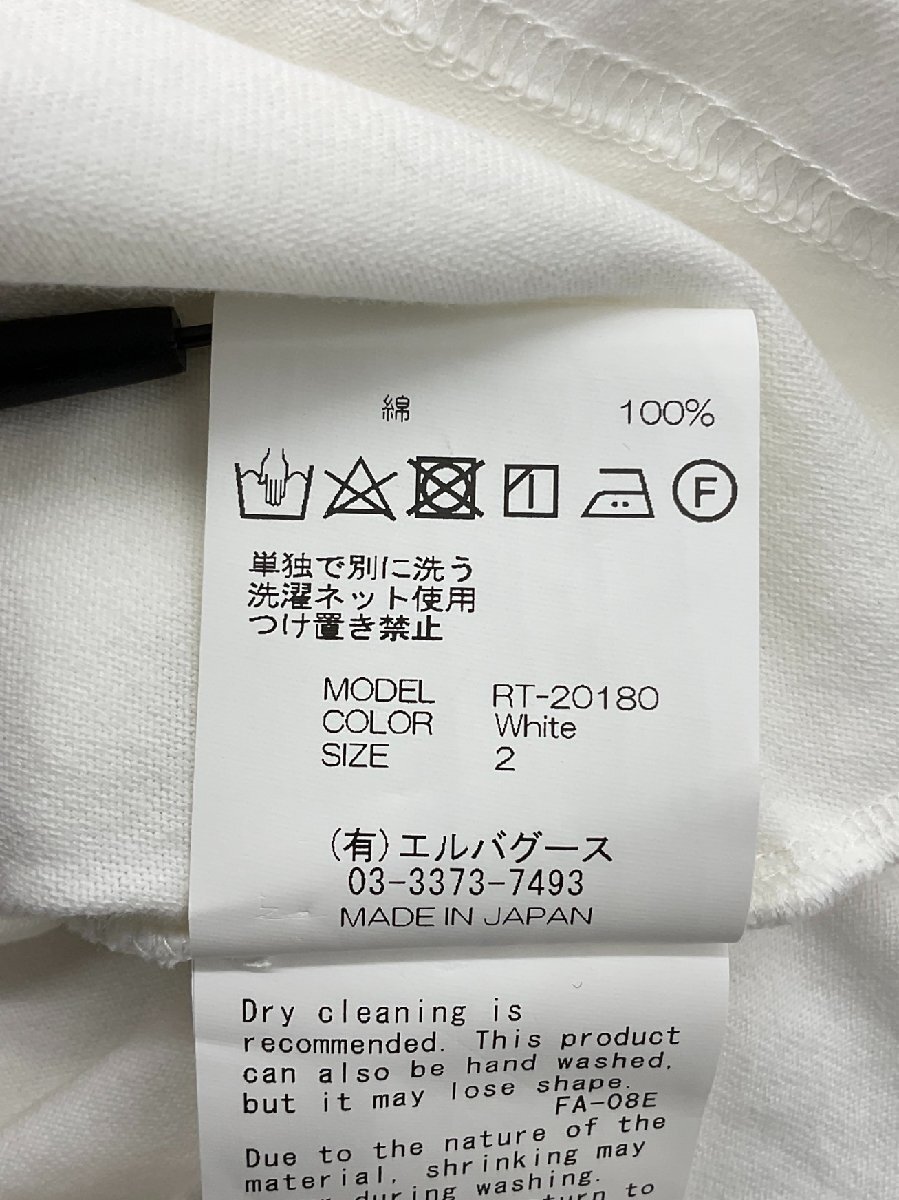 綿 100%
F
単独で別に洗う
洗濯ネット使用
つけ置き禁止
MODEL RT-20180
COLOR White
SIZE 2
(有)エルバグース
03-3373-7493
MADE IN JAPAN
Dry cleaning is
recommended. This product
can also be hand washed,
but it may lose shape.
FA-08E
Due to the nature of the
material, shrinking may
during washing.
to